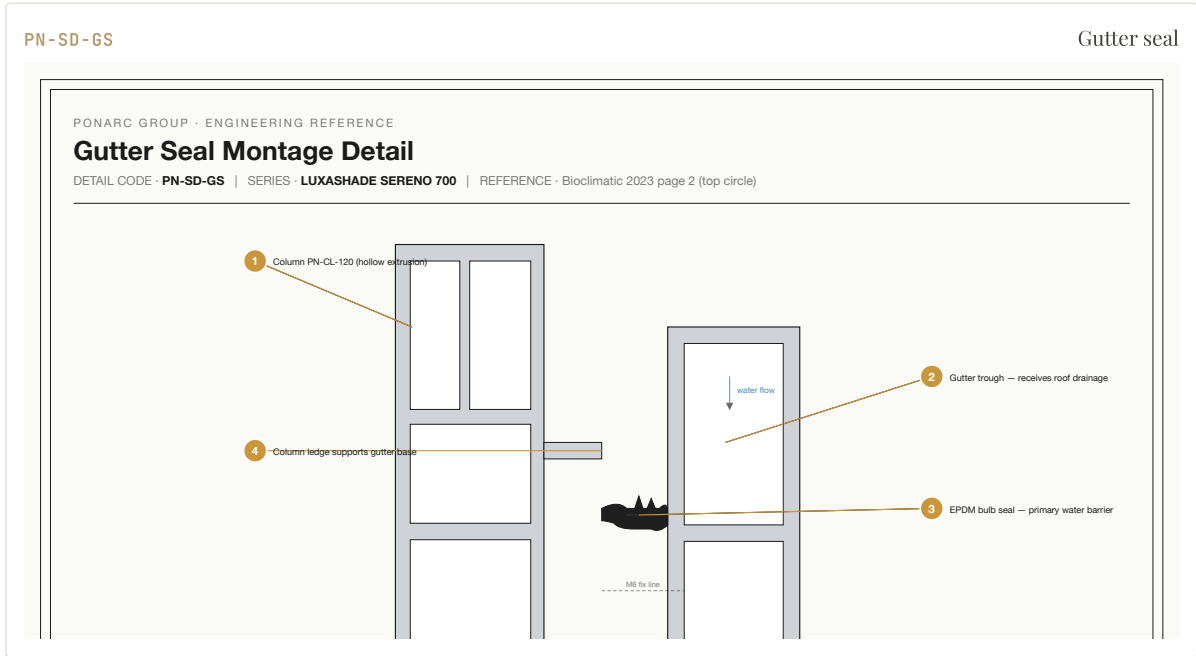 PN-SD-GS
Gutter seal
PONARC GROUP · ENGINEERING REFERENCE
Gutter Seal Montage Detail
DETAIL CODE · PN-SD-GS | SERIES · LUXASHADE SERENO 700 | REFERENCE · Bioclimatic 2023 page 2 (top circle)
1 Column PN-CL-120 (hollow extrusion)
2 Gutter trough — receives roof drainage
water flow
4 Column ledge supports gutter base
3 EPDM bulb seal — primary water barrier
M6 fix line